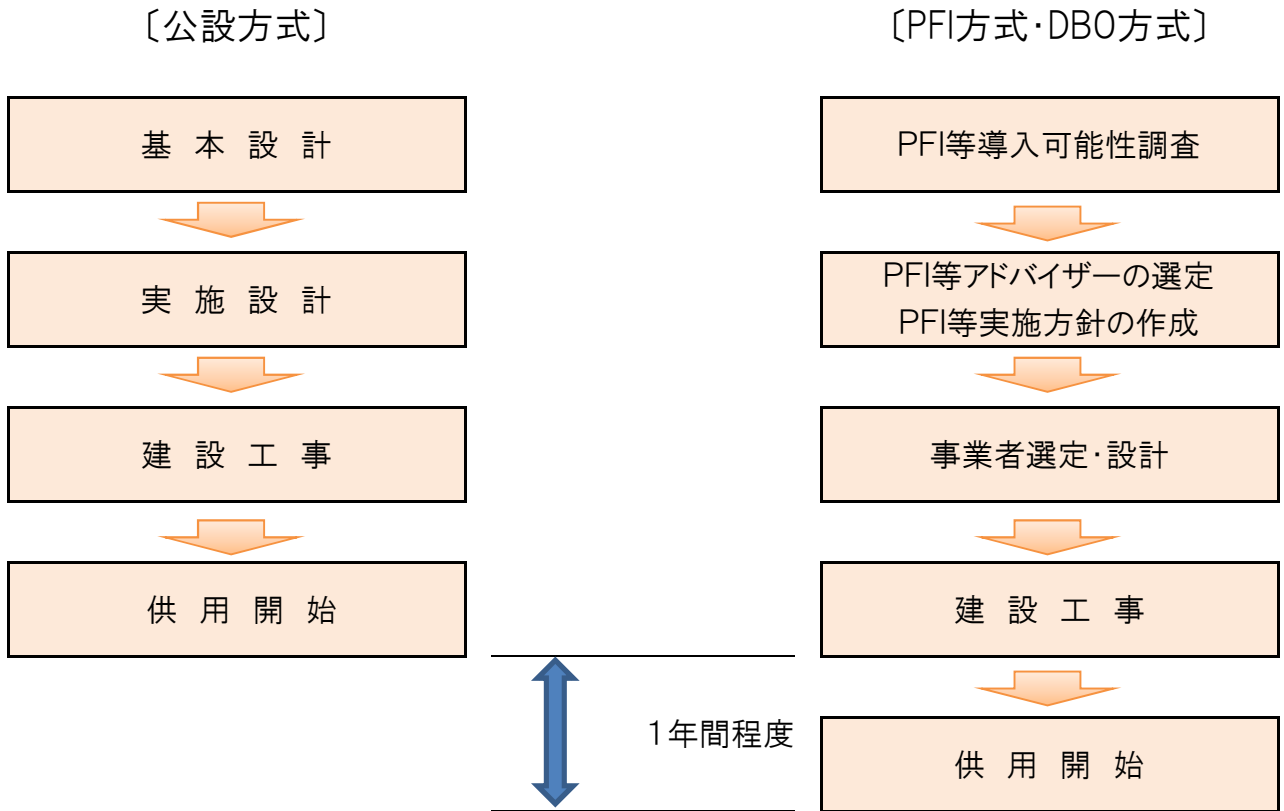 〔公設方式〕
基 本 設 計
実 施 設 計
建 設 工 事
供 用 開 始
〔PFI方式・DBO方式〕
PFI等導入可能性調査
PFI等アドバイザーの選定
PFI等実施方針の作成
事業者選定・設計
建 設 工 事
供 用 開 始
1年間程度